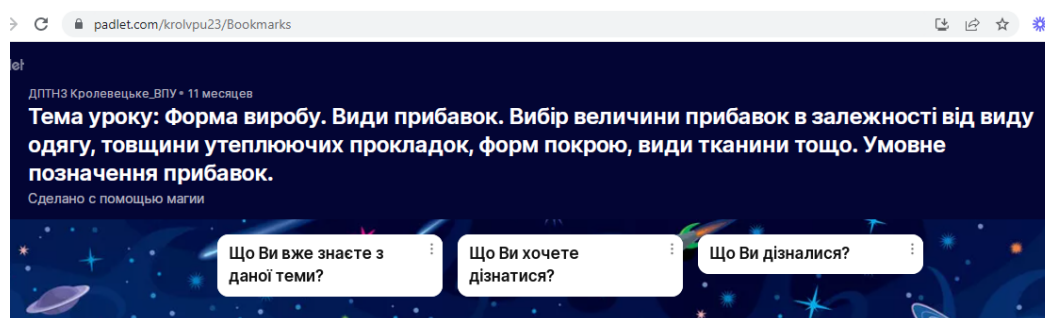 padlet.com/krolvpu23/Bookmarks
let
ДПТНЗ Кролевецьке_ВПУ • 11 месяцев
Тема уроку: Форма виробу. Види прибавок. Вибір величини прибавок в залежності від виду
одягу, товщини утеплюючих прокладок, форм покрою, види тканини тощо. Умовне
позначення прибавок.
Сделано с помощью магии
Що Ви вже знаєте з
даної теми?
Що Ви хочете
дізнатися?
Що Ви дізналися?